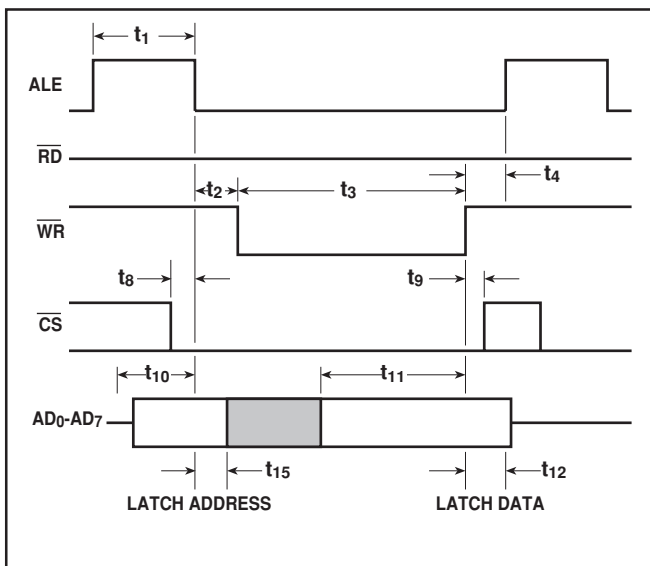 t1
ALE
RD
t2 t3 t4
WR
t8 t9
CS
t10 t11
AD0-AD7
t15 t12
LATCH ADDRESS LATCH DATA